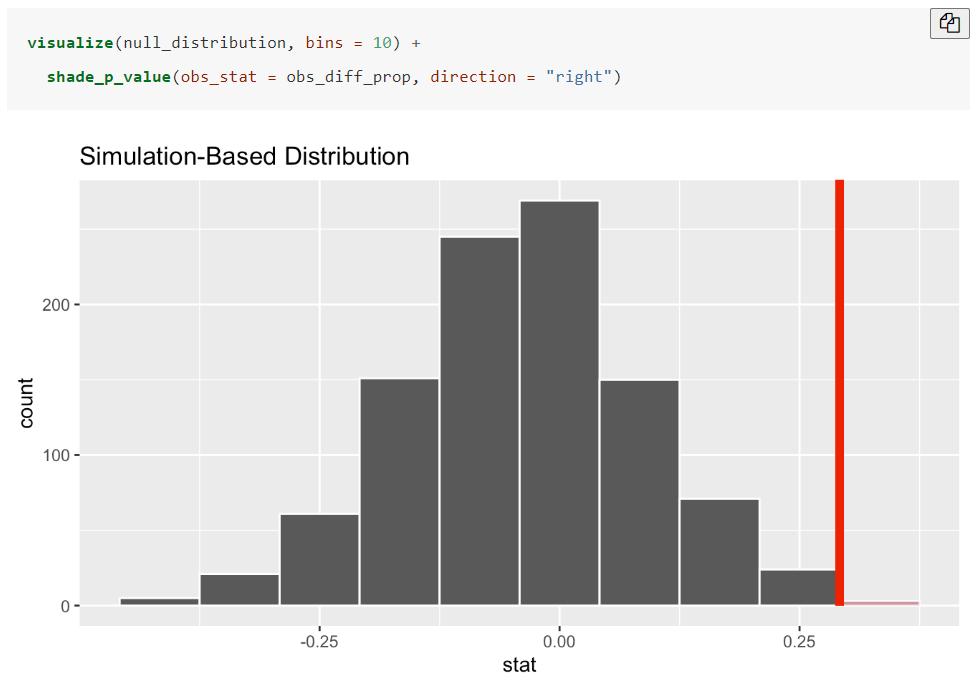 visualize(null_distribution, bins = 10) +
shade_p_value(obs_stat = obs_diff_prop, direction = "right")
Simulation-Based Distribution
200
100
0
count
-0.25
0.00
0.25
stat